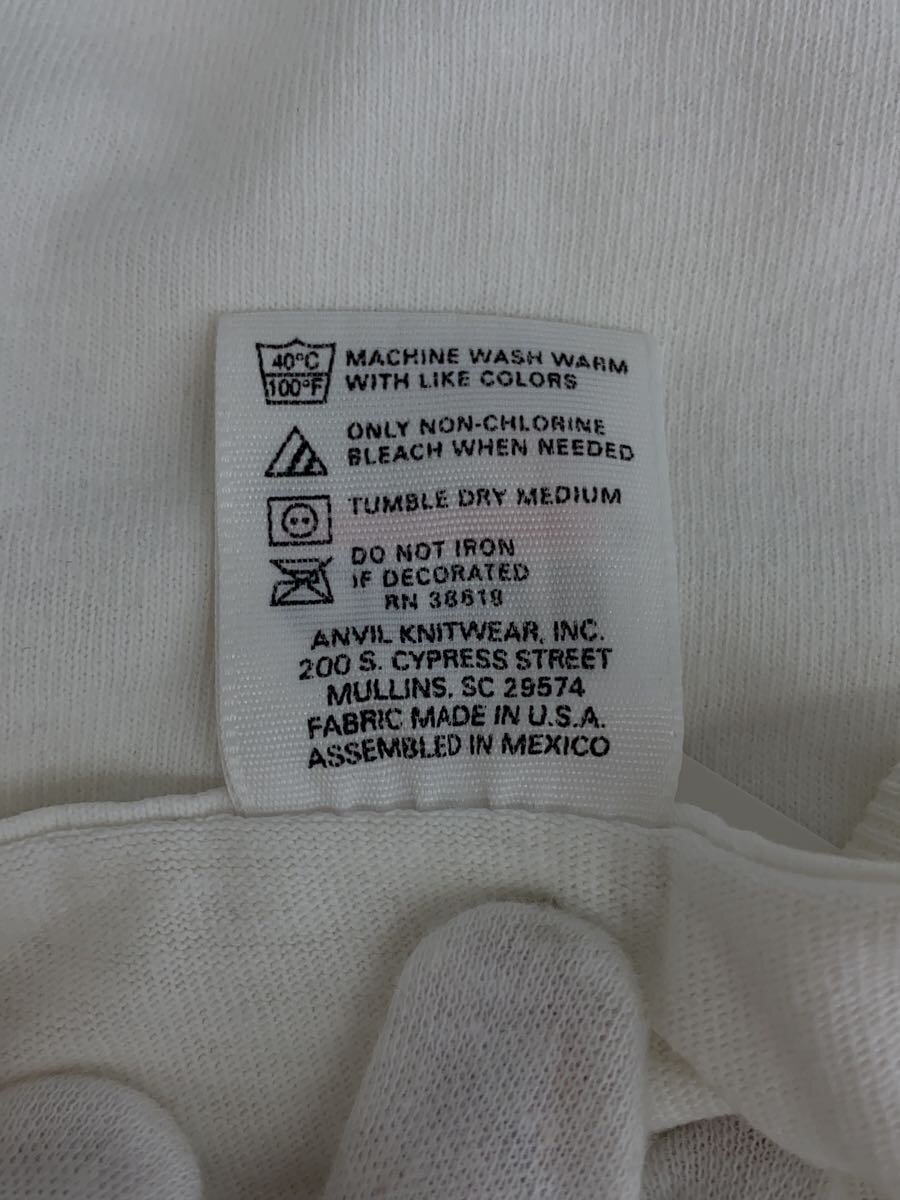 40°C
100°F
MACHINE WASH WARM
WITH LIKE COLORS
ONLY NON-CHLORINE
BLEACH WHEN NEEDED
TUMBLE DRY MEDIUM
DO NOT IRON
IF DECORATED
RN 38619
ANVIL KNITWEAR, INC.
200 S. CYPRESS STREET
MULLINS, SC 29574
FABRIC MADE IN U.S.A.
ASSEMBLED IN MEXICO